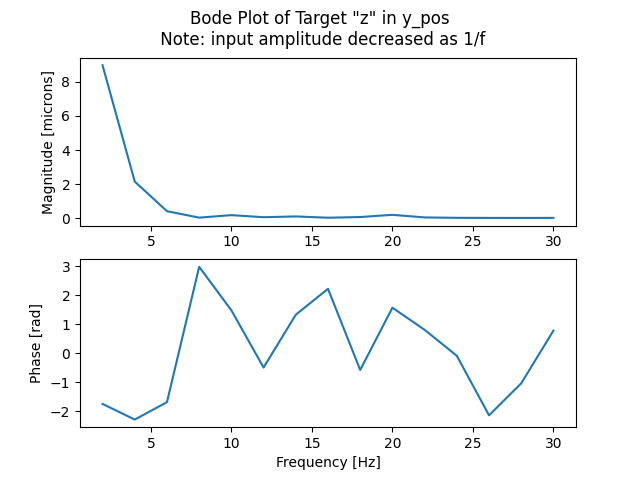 Bode Plot of Target "z" in y_pos
Note: input amplitude decreased as 1/f
Magnitude [microns]
8
6
4
2
0
5 10 15 20 25 30
Phase [rad]
3
2
1
0
−1
−2
5 10 15 20 25 30
Frequency [Hz]